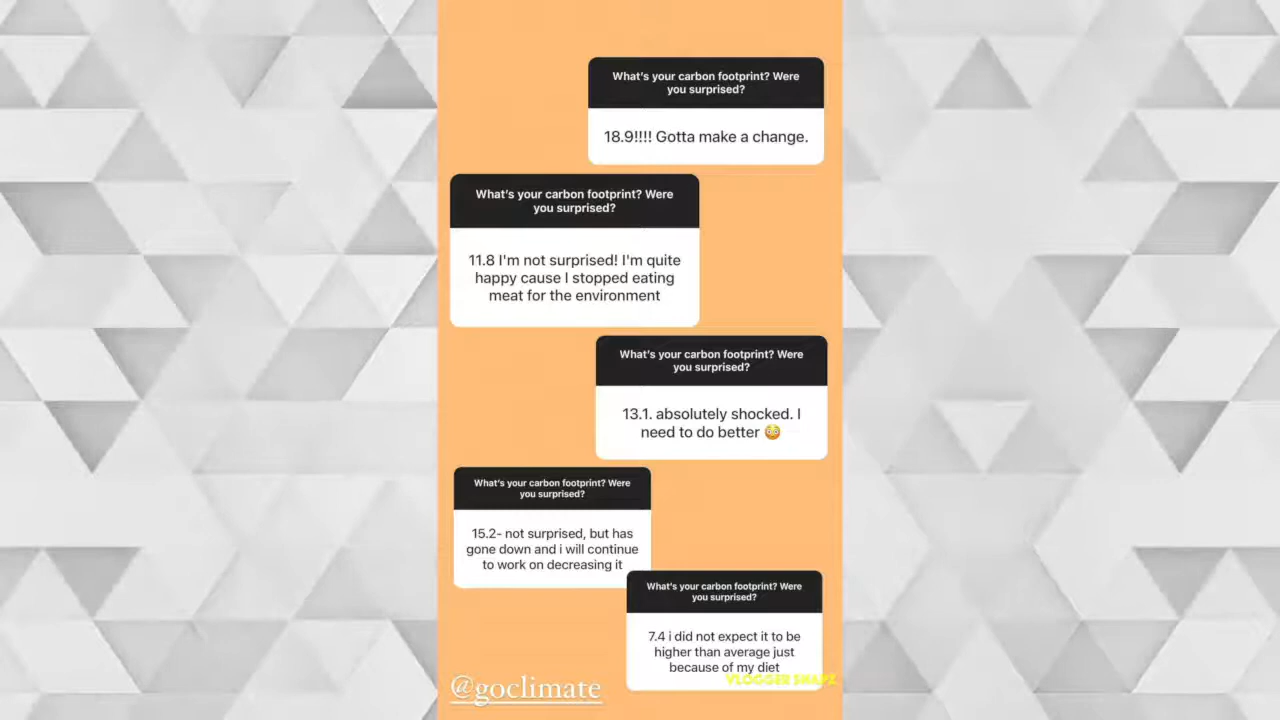 What's your carbon footprint? Were
you surprised?
18.9!!!! Gotta make a change.
What's your carbon footprint? Were
you surprised?
11.8 I'm not surprised! I'm quite
happy cause I stopped eating
meat for the environment
What's your carbon footprint? Were
you surprised?
13.1. absolutely shocked. I
need to do better 😳
What's your carbon footprint? Were
you surprised?
15.2- not surprised, but has
gone down and i will continue
to work on decreasing it
What's your carbon footprint? Were
you surprised?
7.4 i did not expect it to be
higher than average just
because of my diet
@goclimate
VLOGGER SNAPZ